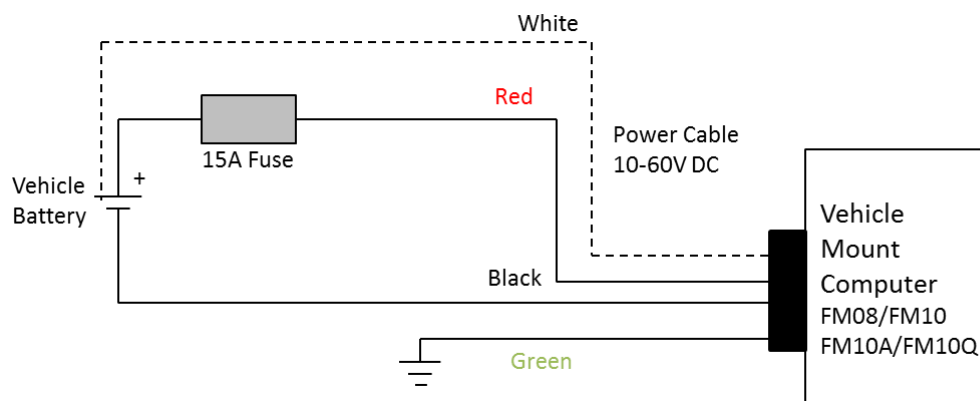 White
Red
15A Fuse
Power Cable
10-60V DC
+
Vehicle
Battery
Vehicle
Mount
Computer
FM08/FM10
FM10A/FM10Q
Black
Green